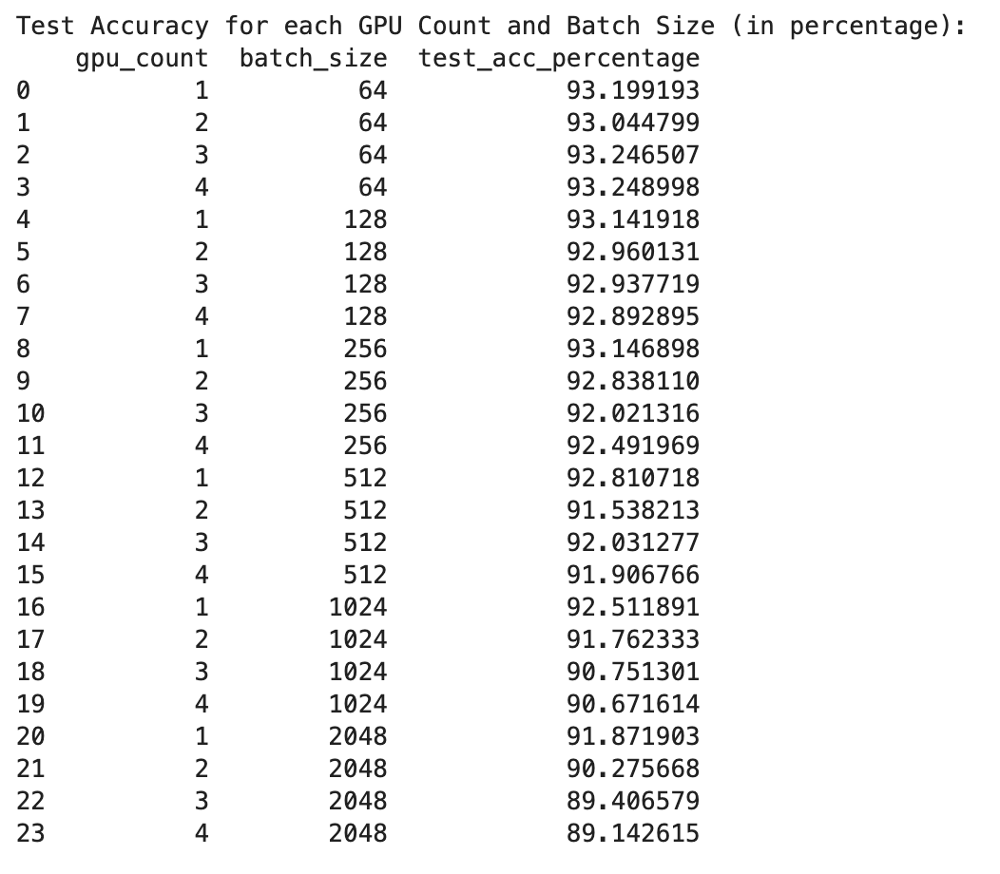 Test Accuracy for each GPU Count and Batch Size (in percentage):
    gpu_count  batch_size  test_acc_percentage
0           1          64            93.199193
1           2          64            93.044799
2           3          64            93.246507
3           4          64            93.248998
4           1         128            93.141918
5           2         128            92.960131
6           3         128            92.937719
7           4         128            92.892895
8           1         256            93.146898
9           2         256            92.838110
10          3         256            92.021316
11          4         256            92.491969
12          1         512            92.810718
13          2         512            91.538213
14          3         512            92.031277
15          4         512            91.906766
16          1        1024            92.511891
17          2        1024            91.762333
18          3        1024            90.751301
19          4        1024            90.671614
20          1        2048            91.871903
21          2        2048            90.275668
22          3        2048            89.406579
23          4        2048            89.142615